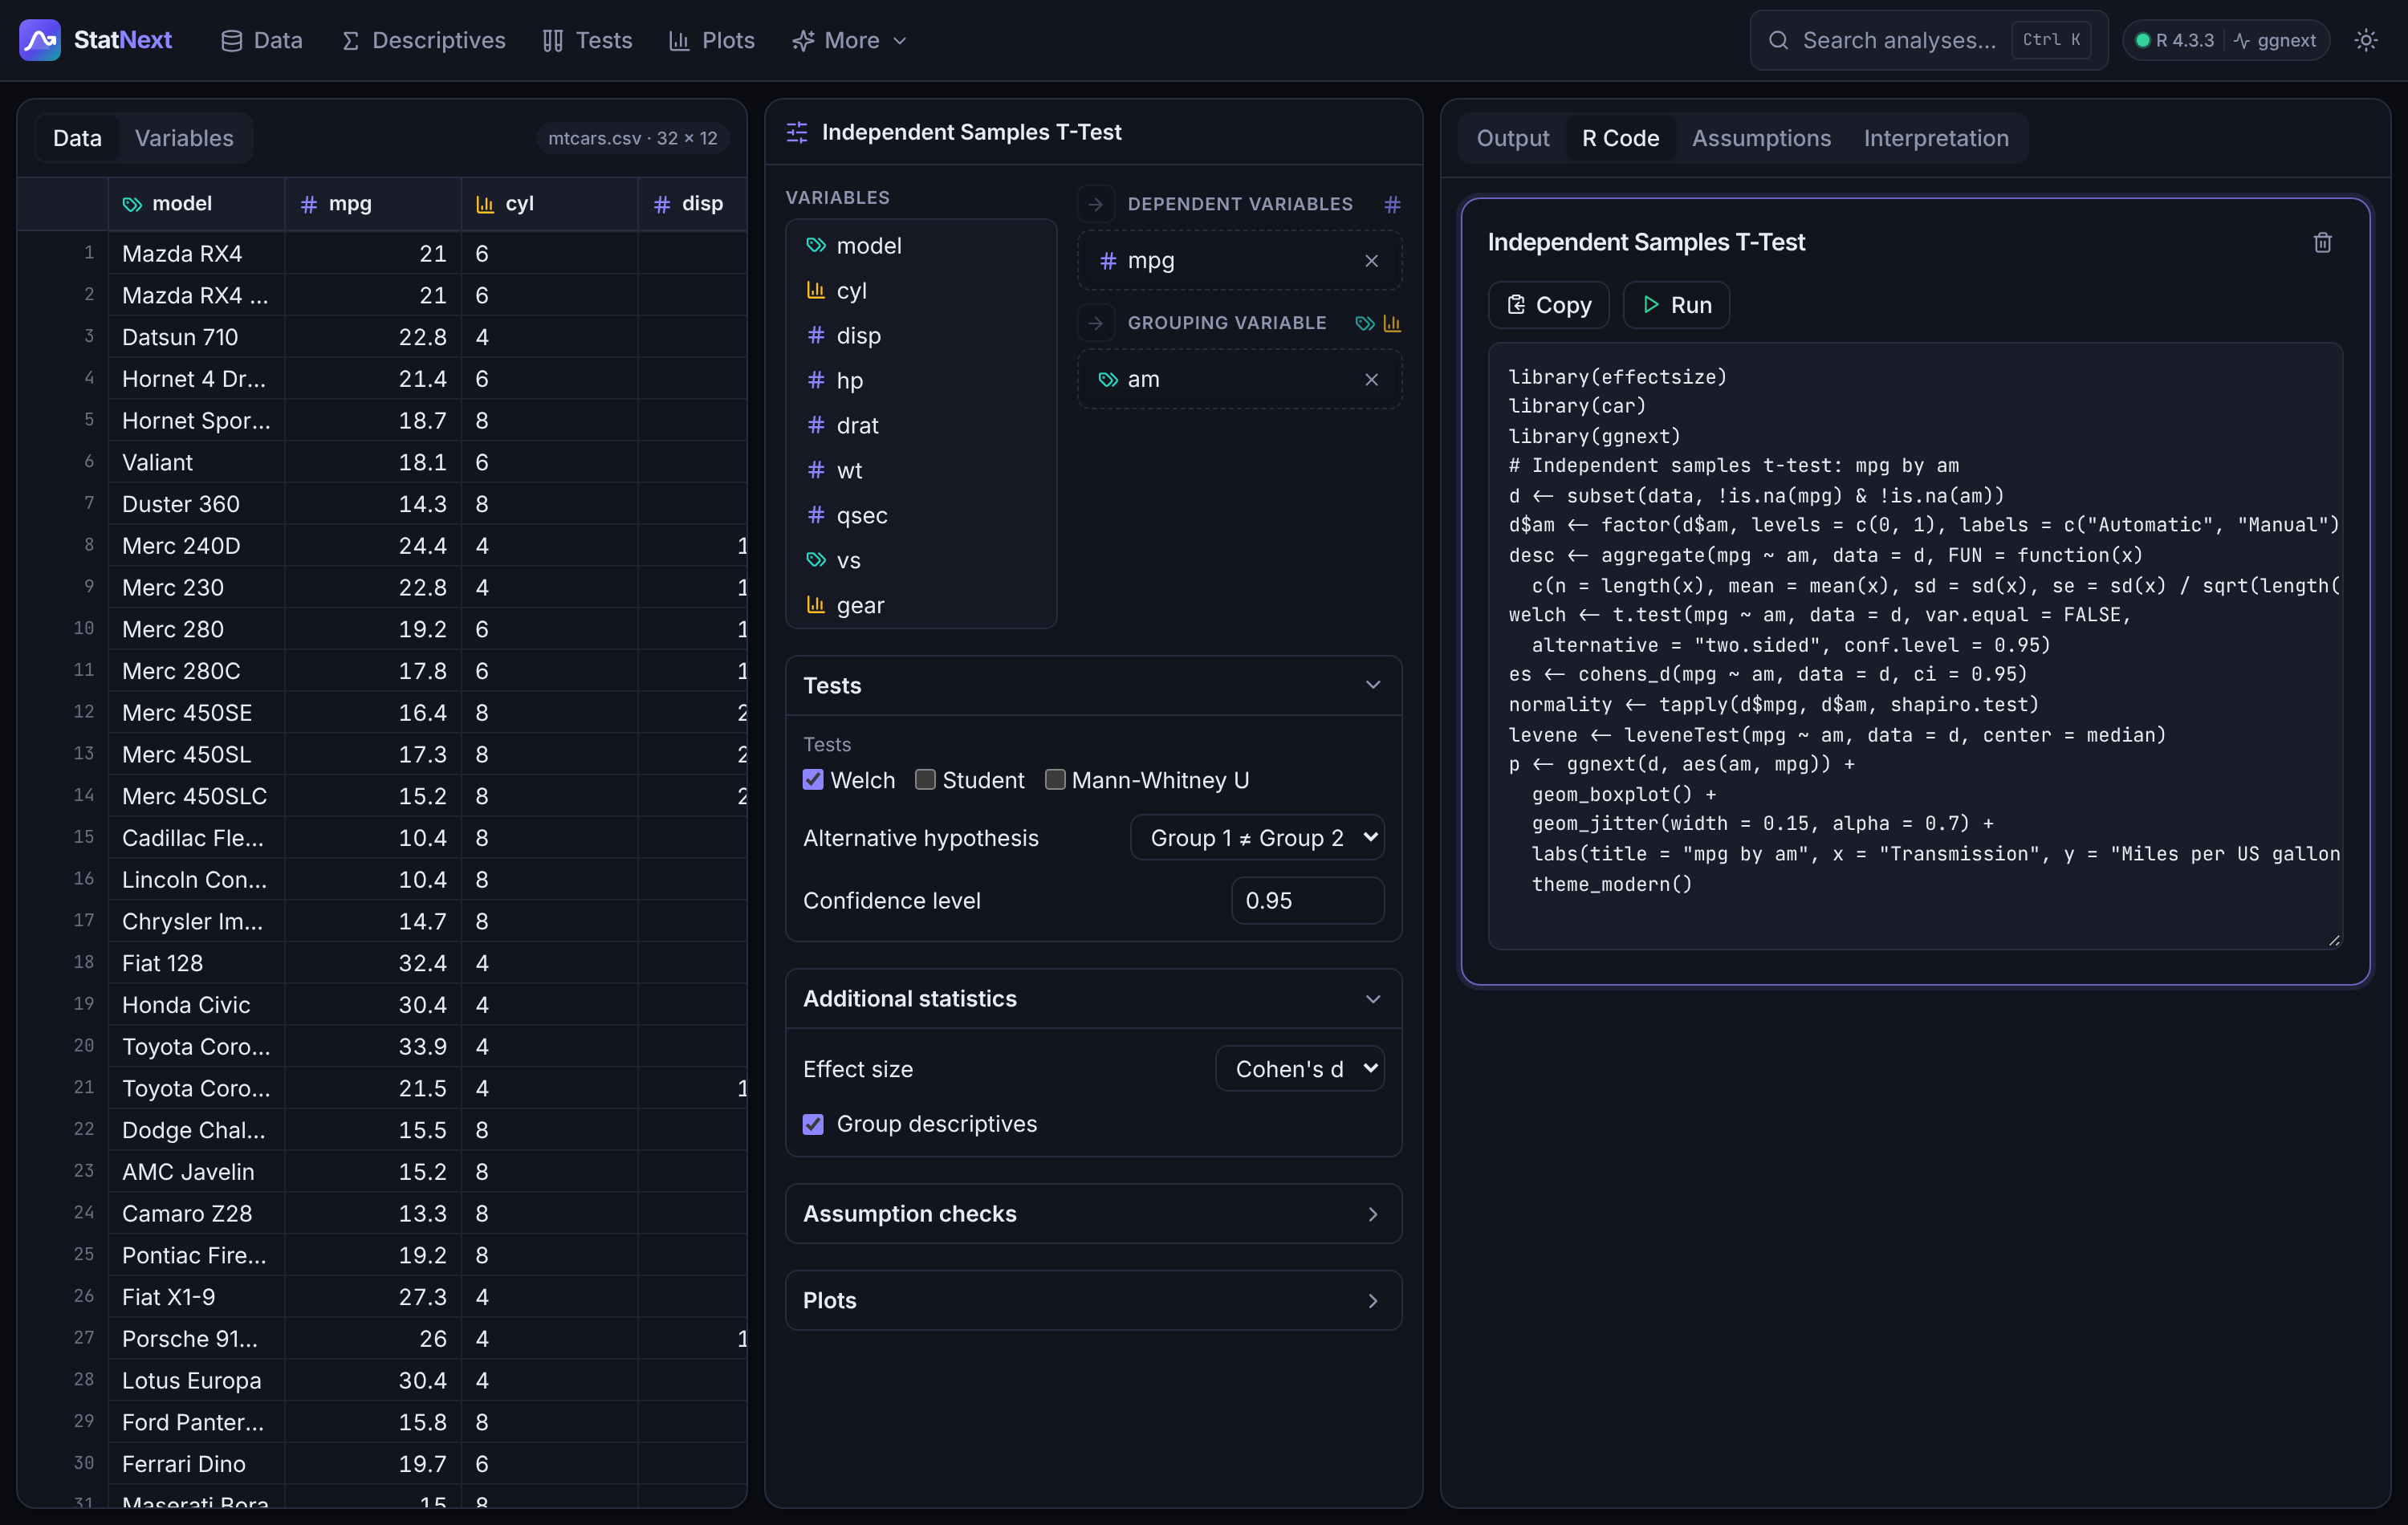 StatNext
Data
Descriptives
Tests
Plots
More
Search analyses...
Ctrl K
R 4.3.3
ggnext
Data
Variables
mtcars.csv · 32 × 12
model mpg cyl disp
1 Mazda RX4 21 6
2 Mazda RX4 ... 21 6
3 Datsun 710 22.8 4
4 Hornet 4 Dr... 21.4 6
5 Hornet Spor... 18.7 8
6 Valiant 18.1 6
7 Duster 360 14.3 8
8 Merc 240D 24.4 4 1
9 Merc 230 22.8 4 1
10 Merc 280 19.2 6 1
11 Merc 280C 17.8 6 1
12 Merc 450SE 16.4 8 2
13 Merc 450SL 17.3 8 2
14 Merc 450SLC 15.2 8 2
15 Cadillac Fle... 10.4 8
16 Lincoln Con... 10.4 8
17 Chrysler Im... 14.7 8
18 Fiat 128 32.4 4
19 Honda Civic 30.4 4
20 Toyota Coro... 33.9 4
21 Toyota Coro... 21.5 4 1
22 Dodge Chal... 15.5 8
23 AMC Javelin 15.2 8
24 Camaro Z28 13.3 8
25 Pontiac Fire... 19.2 8
26 Fiat X1-9 27.3 4
27 Porsche 91... 26 4 1
28 Lotus Europa 30.4 4
29 Ford Panter... 15.8 8
30 Ferrari Dino 19.7 6
31 Maserati Bora 15 8
Independent Samples T-Test
VARIABLES
model
cyl
disp
hp
drat
wt
qsec
vs
gear
DEPENDENT VARIABLES
mpg
GROUPING VARIABLE
am
Tests
Tests
Welch
Student
Mann-Whitney U
Alternative hypothesis
Group 1 ≠ Group 2
Confidence level
0.95
Additional statistics
Effect size
Cohen's d
Group descriptives
Assumption checks
Plots
Output
R Code
Assumptions
Interpretation
Independent Samples T-Test
Copy
Run
library(effectsize)
library(car)
library(ggnext)
# Independent samples t-test: mpg by am
d <- subset(data, !is.na(mpg) & !is.na(am))
d$am <- factor(d$am, levels = c(0, 1), labels = c("Automatic", "Manual")
desc <- aggregate(mpg ~ am, data = d, FUN = function(x)
  c(n = length(x), mean = mean(x), sd = sd(x), se = sd(x) / sqrt(length(
welch <- t.test(mpg ~ am, data = d, var.equal = FALSE,
  alternative = "two.sided", conf.level = 0.95)
es <- cohens_d(mpg ~ am, data = d, ci = 0.95)
normality <- tapply(d$mpg, d$am, shapiro.test)
levene <- leveneTest(mpg ~ am, data = d, center = median)
p <- ggnext(d, aes(am, mpg)) +
  geom_boxplot() +
  geom_jitter(width = 0.15, alpha = 0.7) +
  labs(title = "mpg by am", x = "Transmission", y = "Miles per US gallon
  theme_modern()